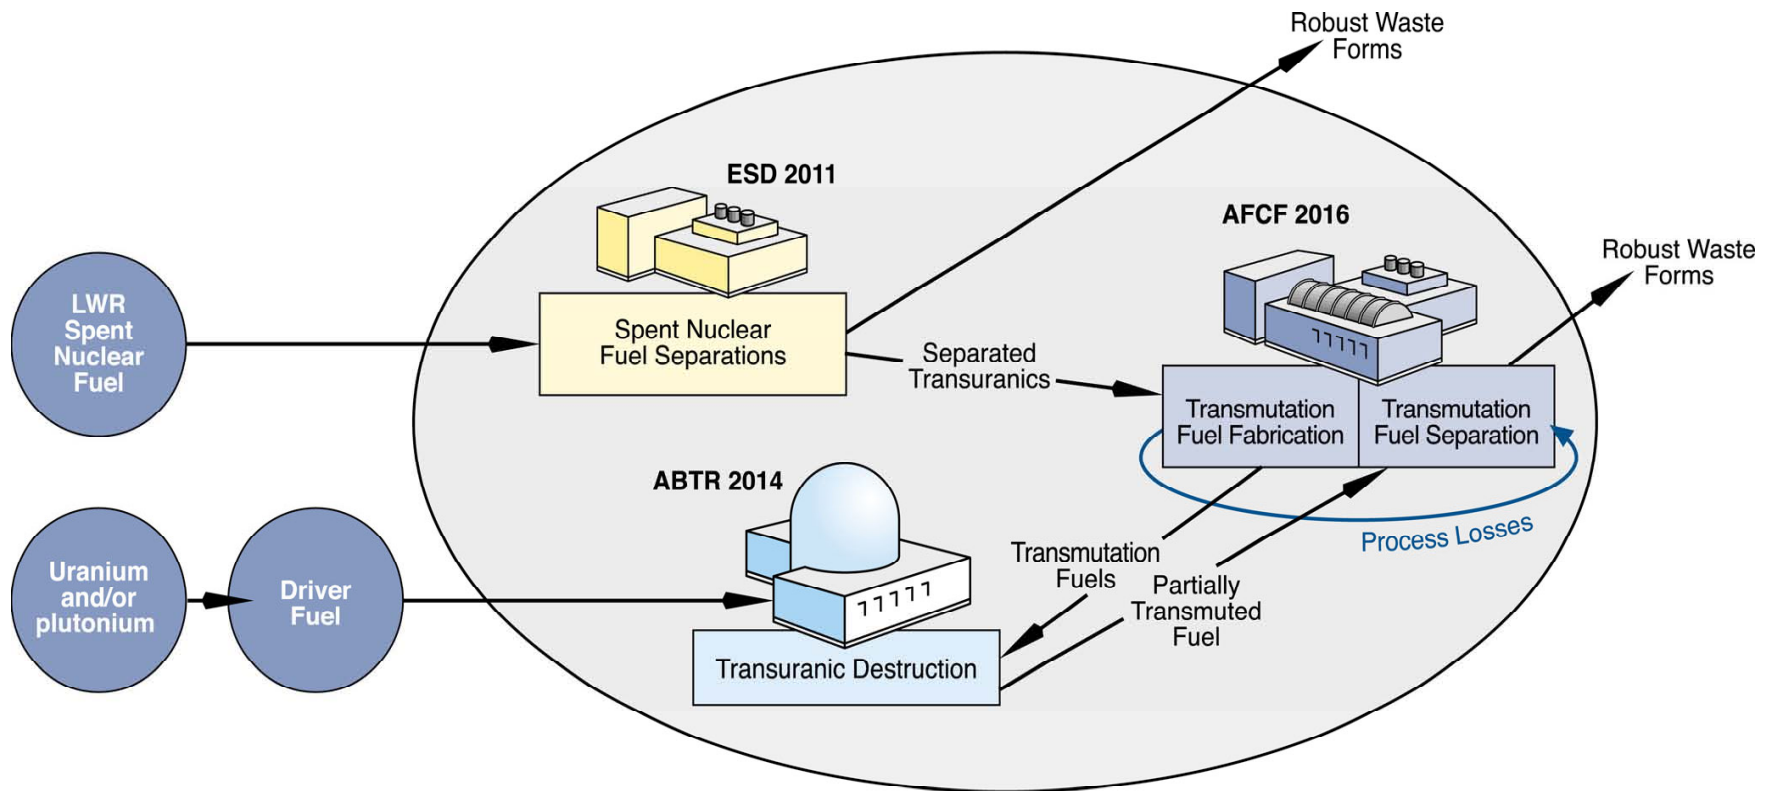 Robust Waste
Forms
ESD 2011
AFCF 2016
Robust Waste
Forms
LWR
Spent
Nuclear
Fuel
Spent Nuclear
Fuel Separations
Separated
Transuranics
Transmutation
Fuel Fabrication
Transmutation
Fuel Separation
ABTR 2014
Process Losses
Transmutation
Fuels
Partially
Transmuted
Fuel
Uranium
and/or
plutonium
Driver
Fuel
Transuranic Destruction